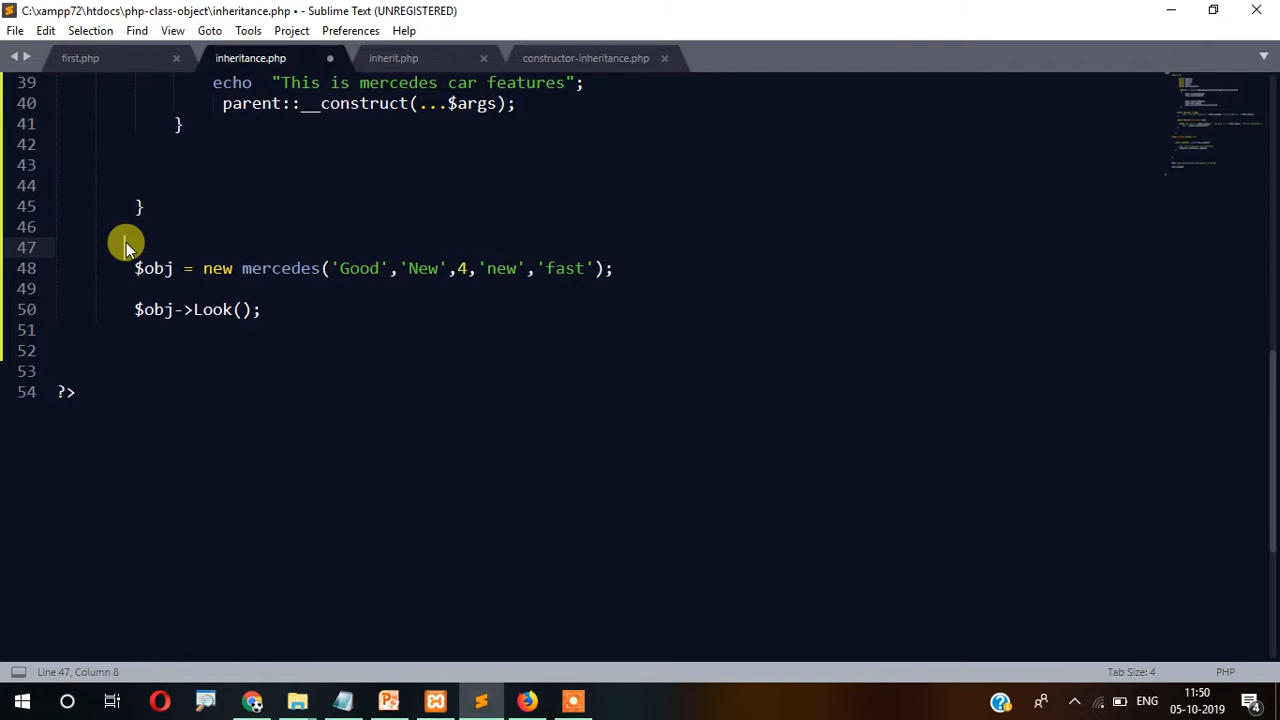 C:\xampp72\htdocs\php-class-object\inheritance.php • - Sublime Text (UNREGISTERED)
File Edit Selection Find View Goto Tools Project Preferences Help
first.php inheritance.php inherit.php constructor-inheritance.php
39 echo "This is mercedes car features";
40 parent::__construct(...$args);
41 }
42
43
44
45 }
46
47
48 $obj = new mercedes('Good','New',4,'new','fast');
49
50 $obj->Look();
51
52
53
54 ?>
Line 47, Column 8 Tab Size: 4 PHP
ENG 11:50 05-10-2019 4